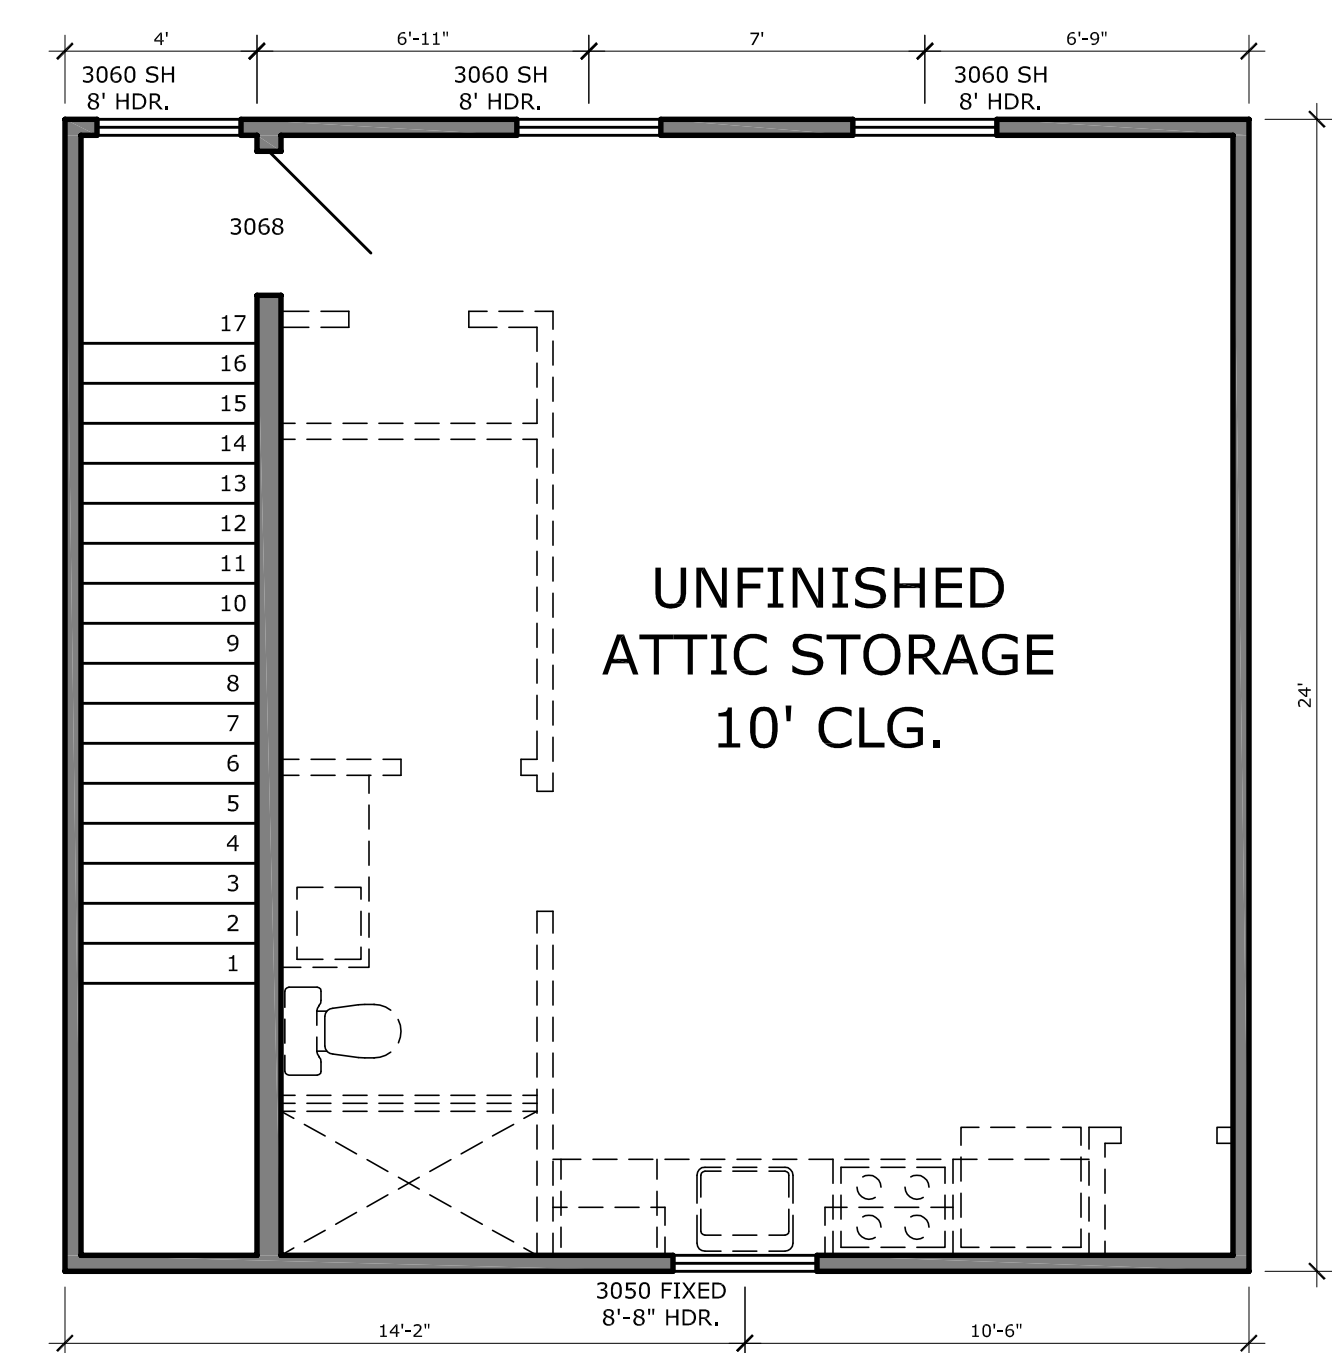 4'
6'-11"
7'
6'-9"
3060 SH
8' HDR.
3060 SH
8' HDR.
3060 SH
8' HDR.
3068
17
16
15
14
13
12
11
10
9
8
7
6
5
4
3
2
1
UNFINISHED
ATTIC STORAGE
10' CLG.
24'
3050 FIXED
8'-8" HDR.
14'-2"
10'-6"